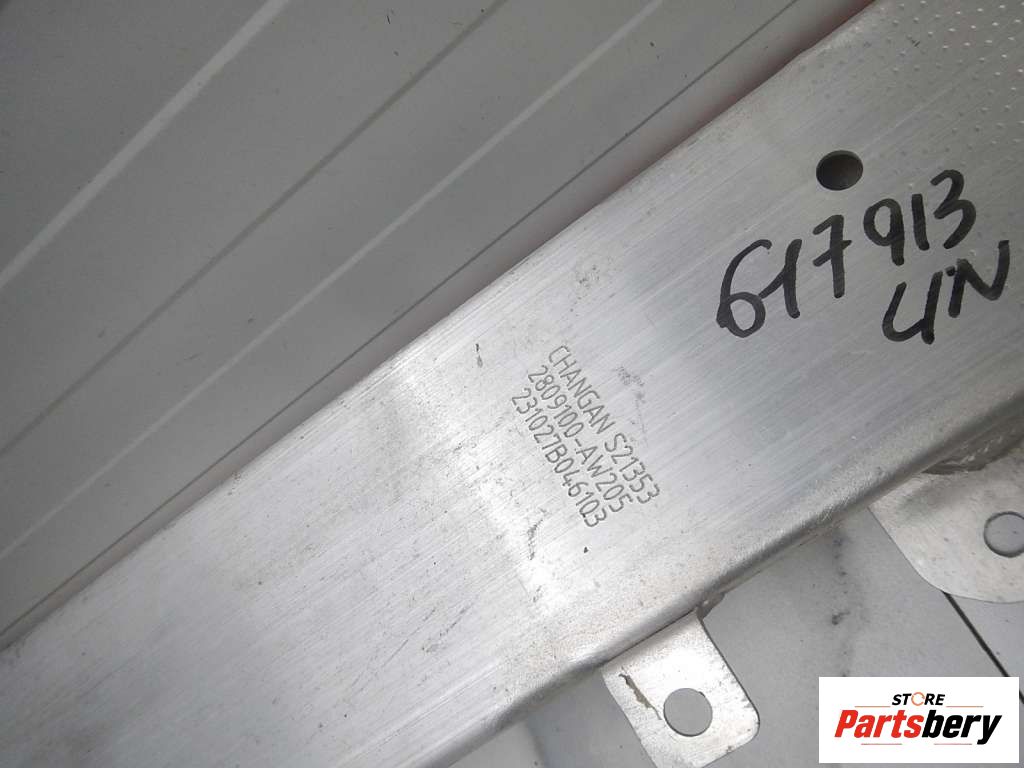 617913
UN
CHANGAN S21353
2809100-AW205
231027B046103
STORE
Partsbery